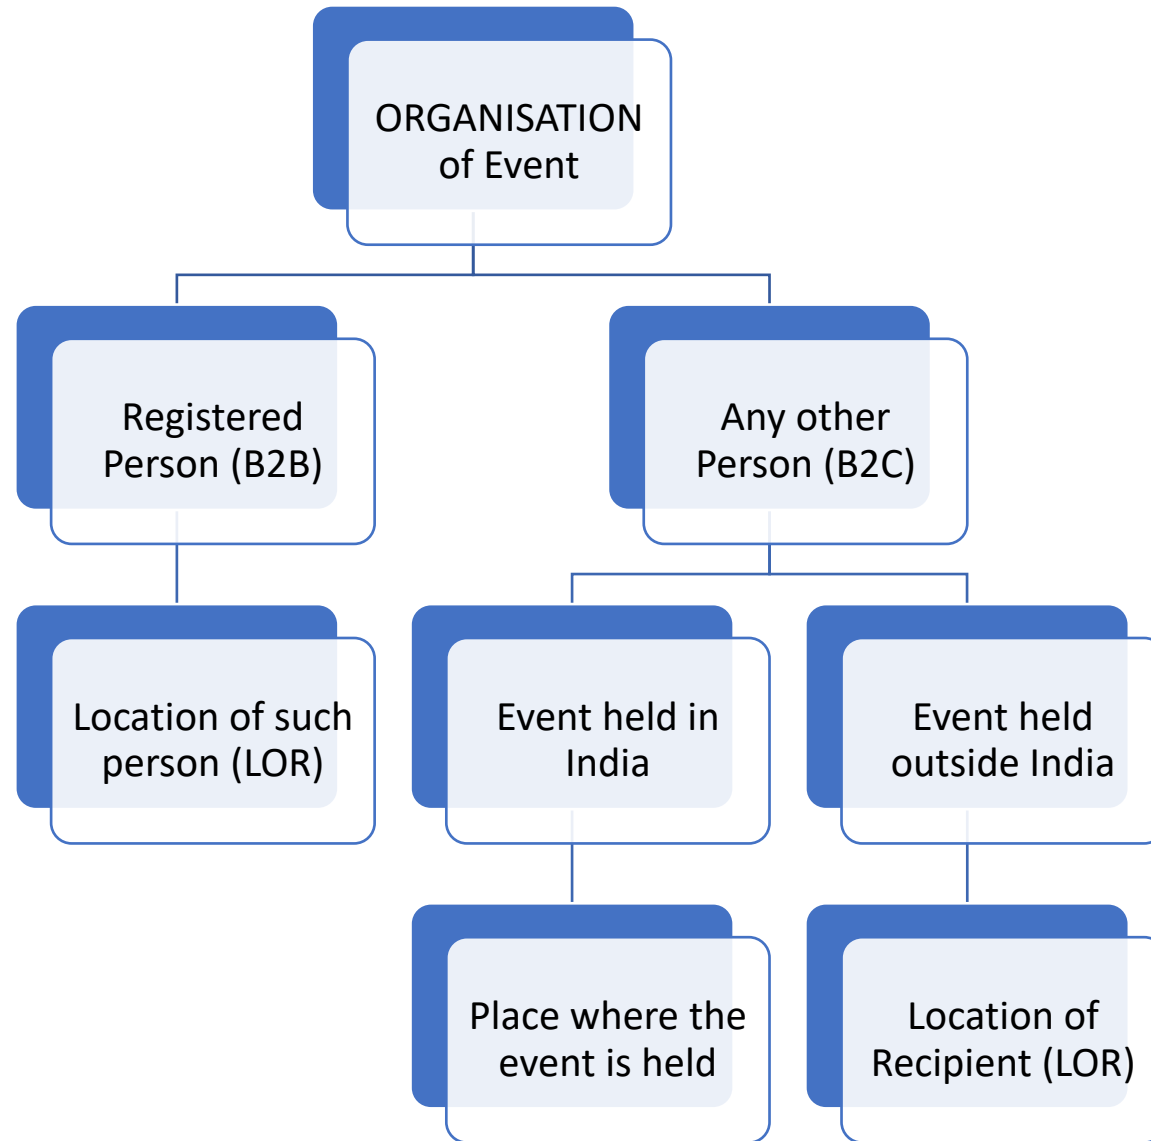 ORGANISATION
of Event
Registered
Person (B2B)
Any other
Person (B2C)
Location of such
person (LOR)
Event held in
India
Event held
outside India
Place where the
event is held
Location of
Recipient (LOR)